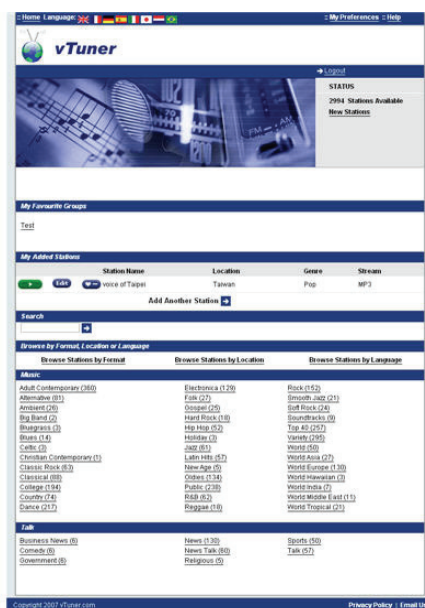 :: Home Language: :: My Preferences :: Help
vTuner
Logout
STATUS
2994 Stations Available
New Stations
FM AM
My Favourite Groups
Test
My Added Stations
Station Name Location Genre Stream
Edit voice of Taipei Taiwan Pop MP3
Add Another Station
Search
Browse by Format, Location or Language
Browse Stations by Format Browse Stations by Location Browse Stations by Language
Music
Adult Contemporary (360) Electronica (129) Rock (152)
Alternative (81) Folk (27) Smooth Jazz (21)
Ambient (26) Gospel (25) Soft Rock (24)
Big Band (2) Hard Rock (18) Soundtracks (9)
Bluegrass (3) Hip Hop (52) Top 40 (257)
Blues (14) Holiday (3) Variety (295)
Celtic (3) Jazz (61) World (50)
Christian Contemporary (1) Latin Hits (57) World Asia (27)
Classic Rock (63) New Age (5) World Europe (130)
Classical (88) Oldies (134) World Hawaiian (3)
College (194) Public (238) World India (7)
Country (74) R&B (62) World Middle East (11)
Dance (217) Reggae (18) World Tropical (21)
Talk
Business News (6) News (130) Sports (50)
Comedy (6) News Talk (80) Talk (57)
Government (6) Religious (5)
Copyright 2007 vTuner.com Privacy Policy | Email U